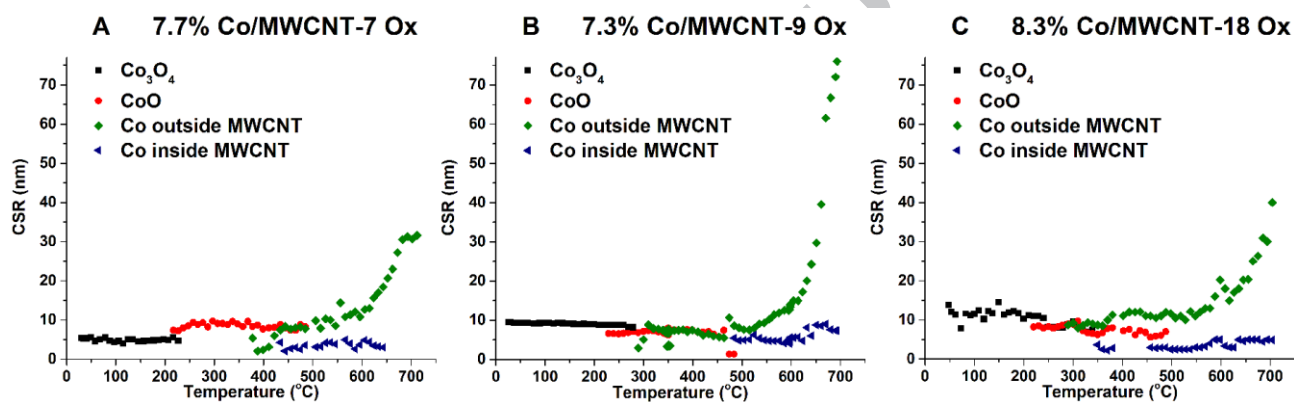 A 7.7% Co/MWCNT-7 Ox
Co3O4
CoO
Co outside MWCNT
Co inside MWCNT
CSR (nm)
70
60
50
40
30
20
10
0
0 100 200 300 400 500 600 700
Temperature (°C)
B 7.3% Co/MWCNT-9 Ox
Co3O4
CoO
Co outside MWCNT
Co inside MWCNT
CSR (nm)
70
60
50
40
30
20
10
0
0 100 200 300 400 500 600 700
Temperature (°C)
C 8.3% Co/MWCNT-18 Ox
Co3O4
CoO
Co outside MWCNT
Co inside MWCNT
CSR (nm)
70
60
50
40
30
20
10
0
0 100 200 300 400 500 600 700
Temperature (°C)